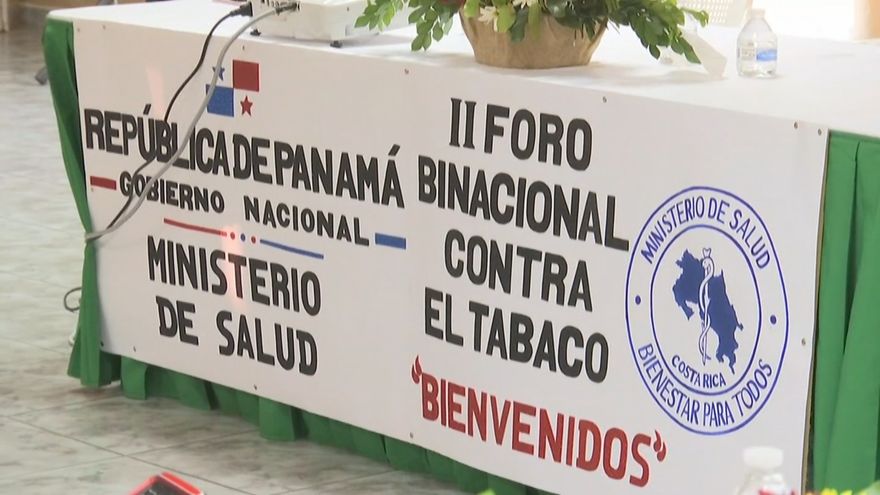 REPÚBLICA DE PANAMÁ
GOBIERNO NACIONAL
MINISTERIO
DE SALUD
II FORO
BINACIONAL
CONTRA
EL TABACO
"BIENVENIDOS"
MINISTERIO DE SALUD
COSTA RICA
BIENESTAR PARA TODOS